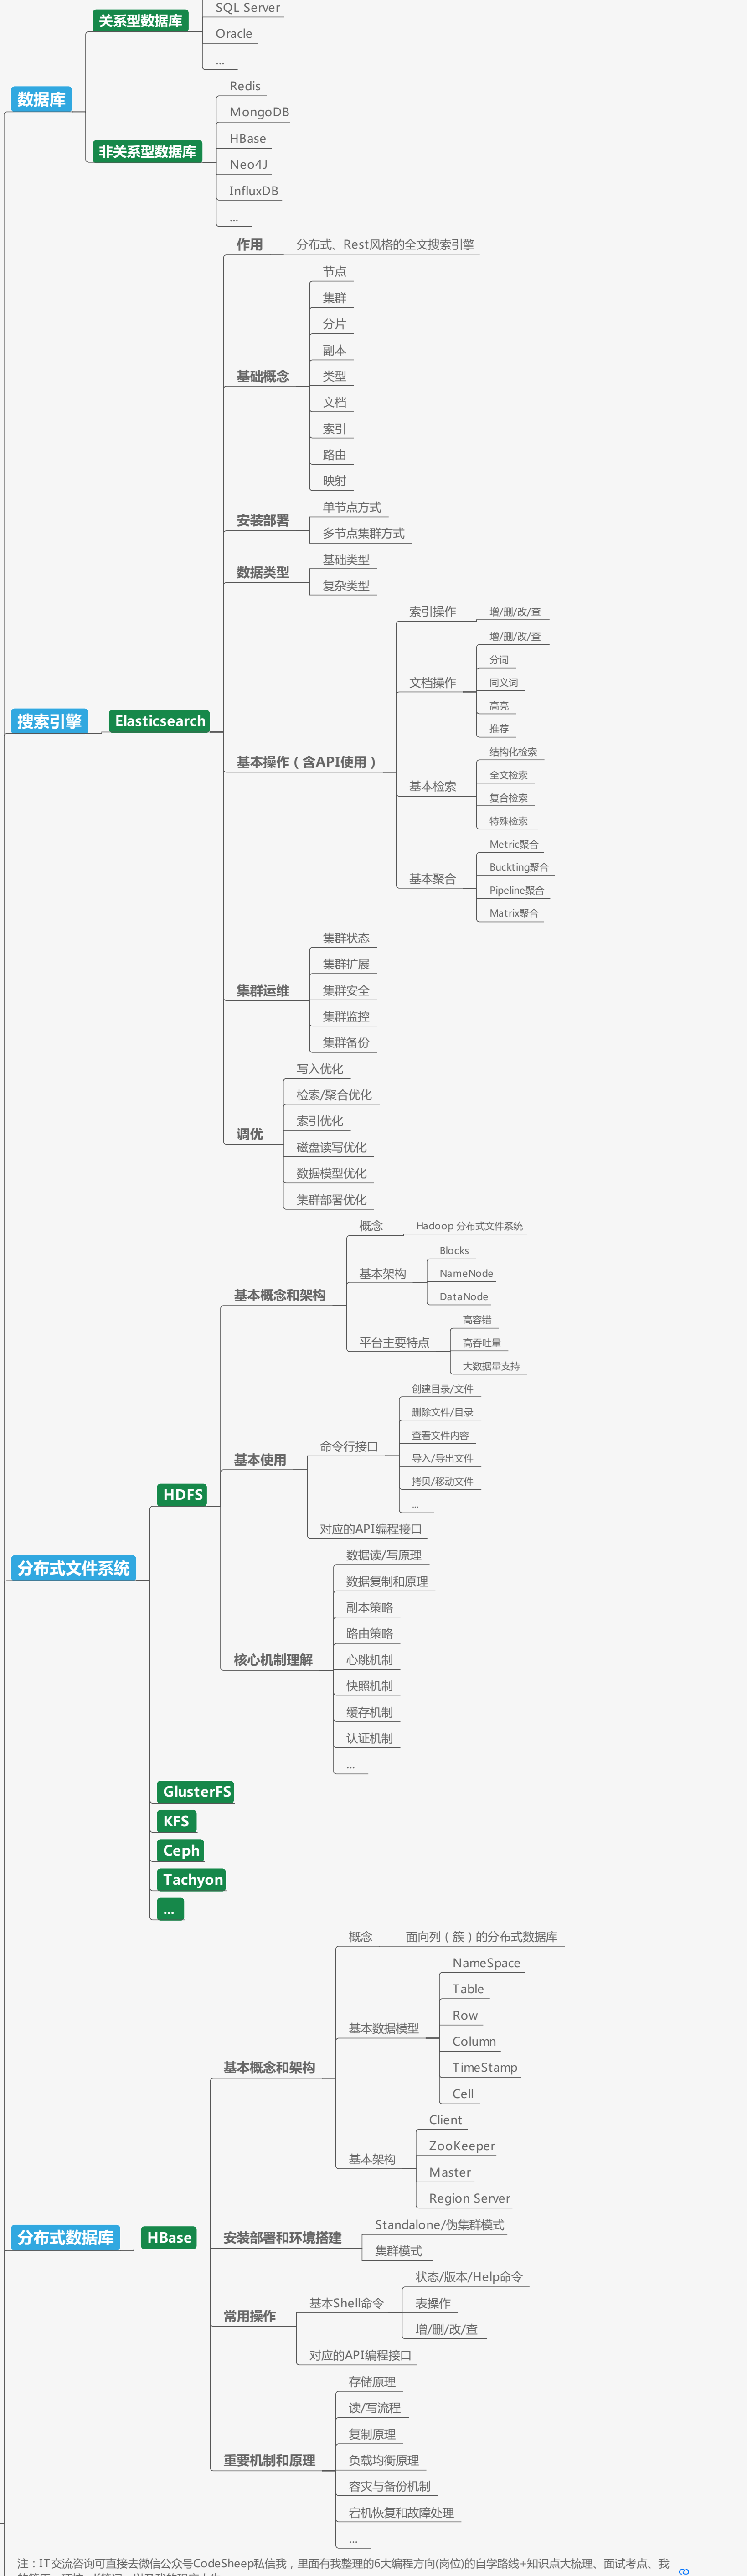 SQL Server
关系型数据库
Oracle
...
数据库
Redis
MongoDB
HBase
非关系型数据库
Neo4J
InfluxDB
...
作用
分布式、Rest风格的全文搜索引擎
节点
集群
分片
副本
基础概念
类型
文档
索引
路由
映射
安装部署
单节点方式
多节点集群方式
数据类型
基础类型
复杂类型
索引操作
增/删/改/查
增/删/改/查
分词
文档操作
同义词
高亮
推荐
搜索引擎
Elasticsearch
基本操作（含API使用）
结构化检索
全文检索
基本检索
复合检索
特殊检索
Metric聚合
Buckting聚合
基本聚合
Pipeline聚合
Matrix聚合
集群状态
集群扩展
集群运维
集群安全
集群监控
集群备份
写入优化
检索/聚合优化
索引优化
调优
磁盘读写优化
数据模型优化
集群部署优化
概念
Hadoop 分布式文件系统
Blocks
基本架构
NameNode
基本概念和架构
DataNode
高容错
平台主要特点
高吞吐量
大数据量支持
创建目录/文件
删除文件/目录
查看文件内容
命令行接口
基本使用
导入/导出文件
拷贝/移动文件
...
HDFS
对应的API编程接口
数据读/写原理
分布式文件系统
数据复制和原理
副本策略
路由策略
核心机制理解
心跳机制
快照机制
缓存机制
认证机制
...
GlusterFS
KFS
Ceph
Tachyon
...
概念
面向列（簇）的分布式数据库
NameSpace
Table
Row
基本数据模型
Column
基本概念和架构
TimeStamp
Cell
Client
ZooKeeper
基本架构
Master
Region Server
分布式数据库
HBase
安装部署和环境搭建
Standalone/伪集群模式
集群模式
状态/版本/Help命令
基本Shell命令
表操作
常用操作
增/删/改/查
对应的API编程接口
存储原理
读/写流程
复制原理
重要机制和原理
负载均衡原理
容灾与备份机制
宕机恢复和故障处理
...
注：IT交流咨询可直接去微信公众号CodeSheep私信我，里面有我整理的6大编程方向(岗位)的自学路线+知识点大梳理、面试考点、我